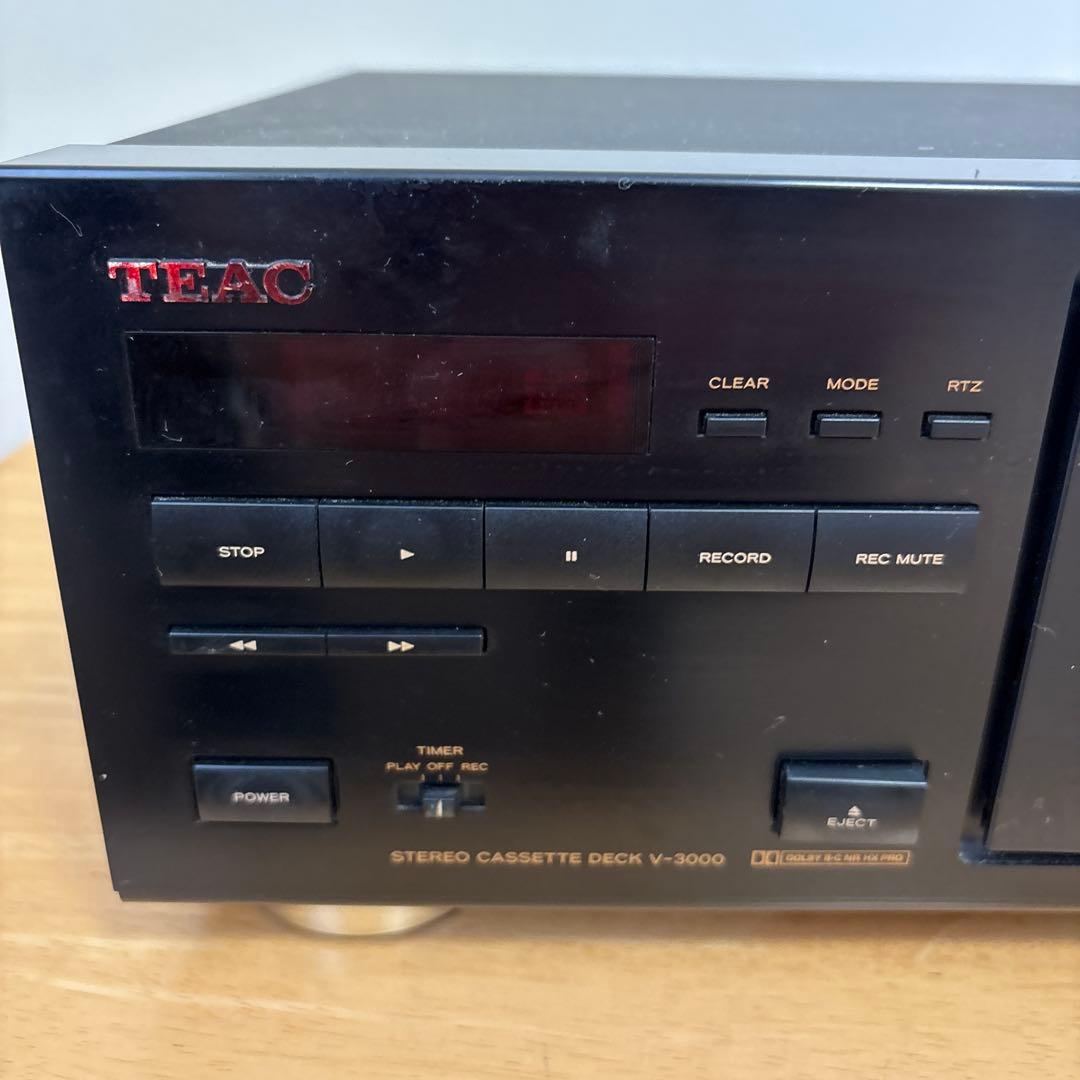 TEAC
CLEAR MODE RTZ
STOP ▶ ⏸ RECORD REC MUTE
◀◀ ▶▶
TIMER
PLAY OFF REC
POWER
EJECT
STEREO CASSETTE DECK V-3000 DOLBY B-C NR HX PRO